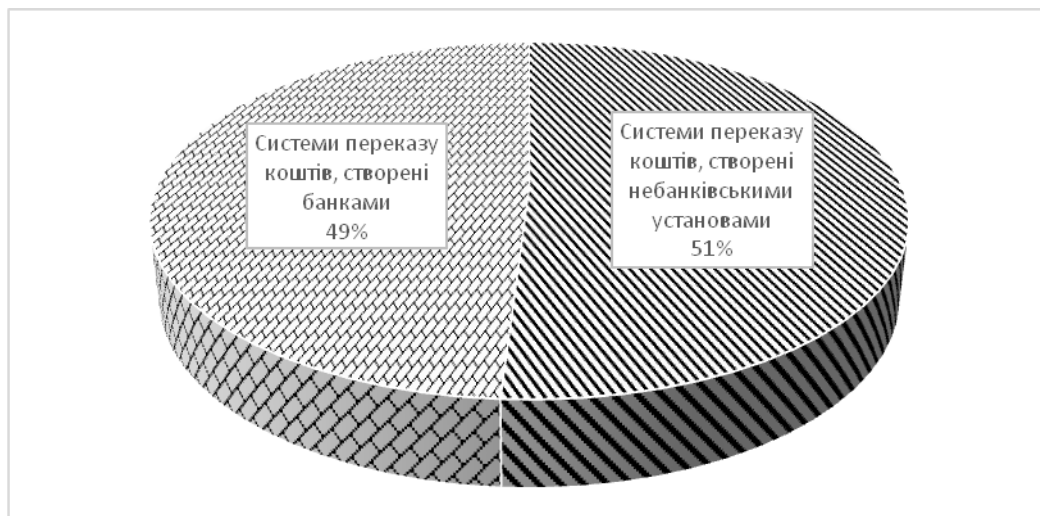 Системи переказу
коштів, створені
банками
49%
Системи переказу
коштів, створені
небанківськими
установами
51%